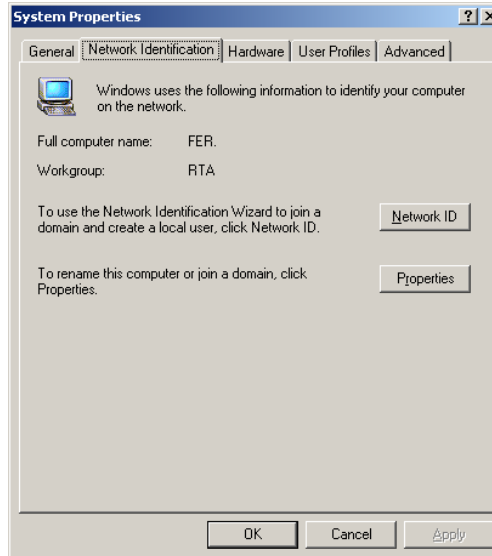 System Properties
General Network Identification Hardware User Profiles Advanced
Windows uses the following information to identify your computer
on the network.
Full computer name: FER.
Workgroup: RTA
To use the Network Identification Wizard to join a
domain and create a local user, click Network ID.
Network ID
To rename this computer or join a domain, click
Properties.
Properties
OK Cancel Apply